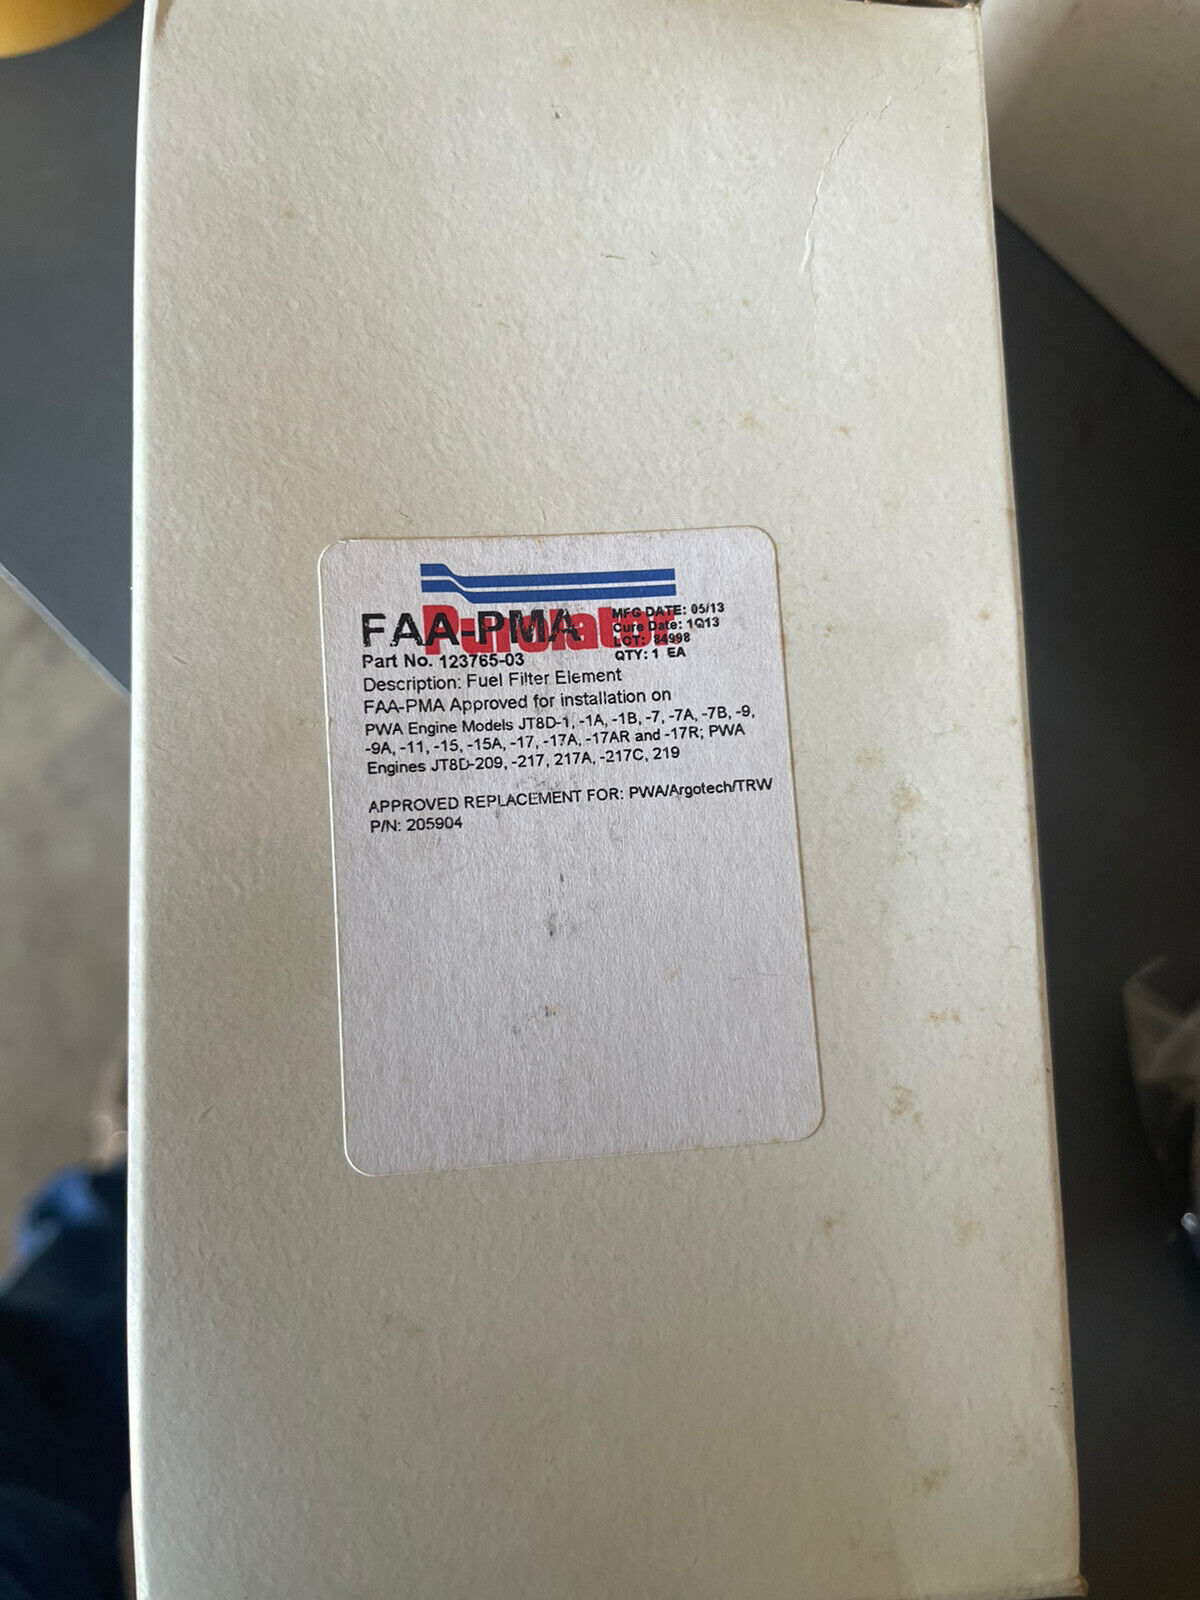 Purolator
FAA-PMA
MFG DATE: 05/13
Cure Date: 1Q13
LOT: 84998
QTY: 1 EA
Part No. 123765-03
Description: Fuel Filter Element
FAA-PMA Approved for installation on
PWA Engine Models JT8D-1, -1A, -1B, -7, -7A, -7B, -9,
-9A, -11, -15, -15A, -17, -17A, -17AR and -17R; PWA
Engines JT8D-209, -217, 217A, -217C, 219
APPROVED REPLACEMENT FOR: PWA/Argotech/TRW
P/N: 205904